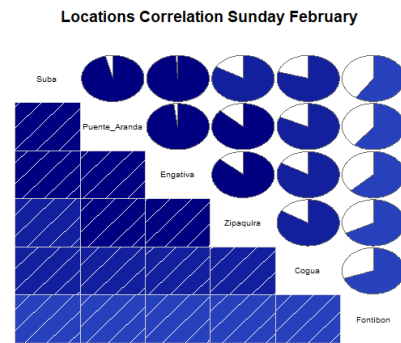 Locations Correlation Sunday February
Suba
Puente_Aranda
Engativa
Zipaquira
Cogua
Fontibon